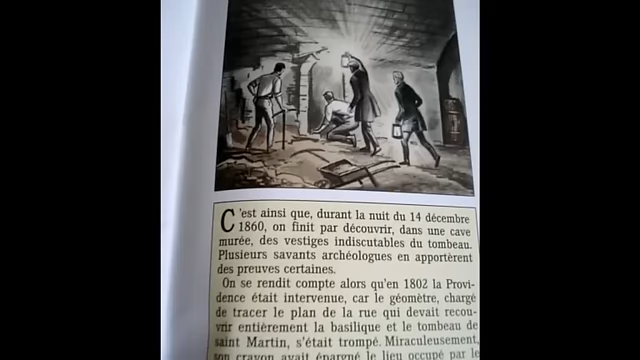 C'est ainsi que, durant la nuit du 14 décembre
1860, on finit par découvrir, dans une cave
murée, des vestiges indiscutables du tombeau.
Plusieurs savants archéologues en apportèrent
des preuves certaines.
On se rendit compte alors qu'en 1802 la Provi-
dence était intervenue, car le géomètre, chargé
de tracer le plan de la rue qui devait recou-
vrir entièrement la basilique et le tombeau de
saint Martin, s'était trompé. Miraculeusement,
son crayon avait épargné le lieu occupé par le